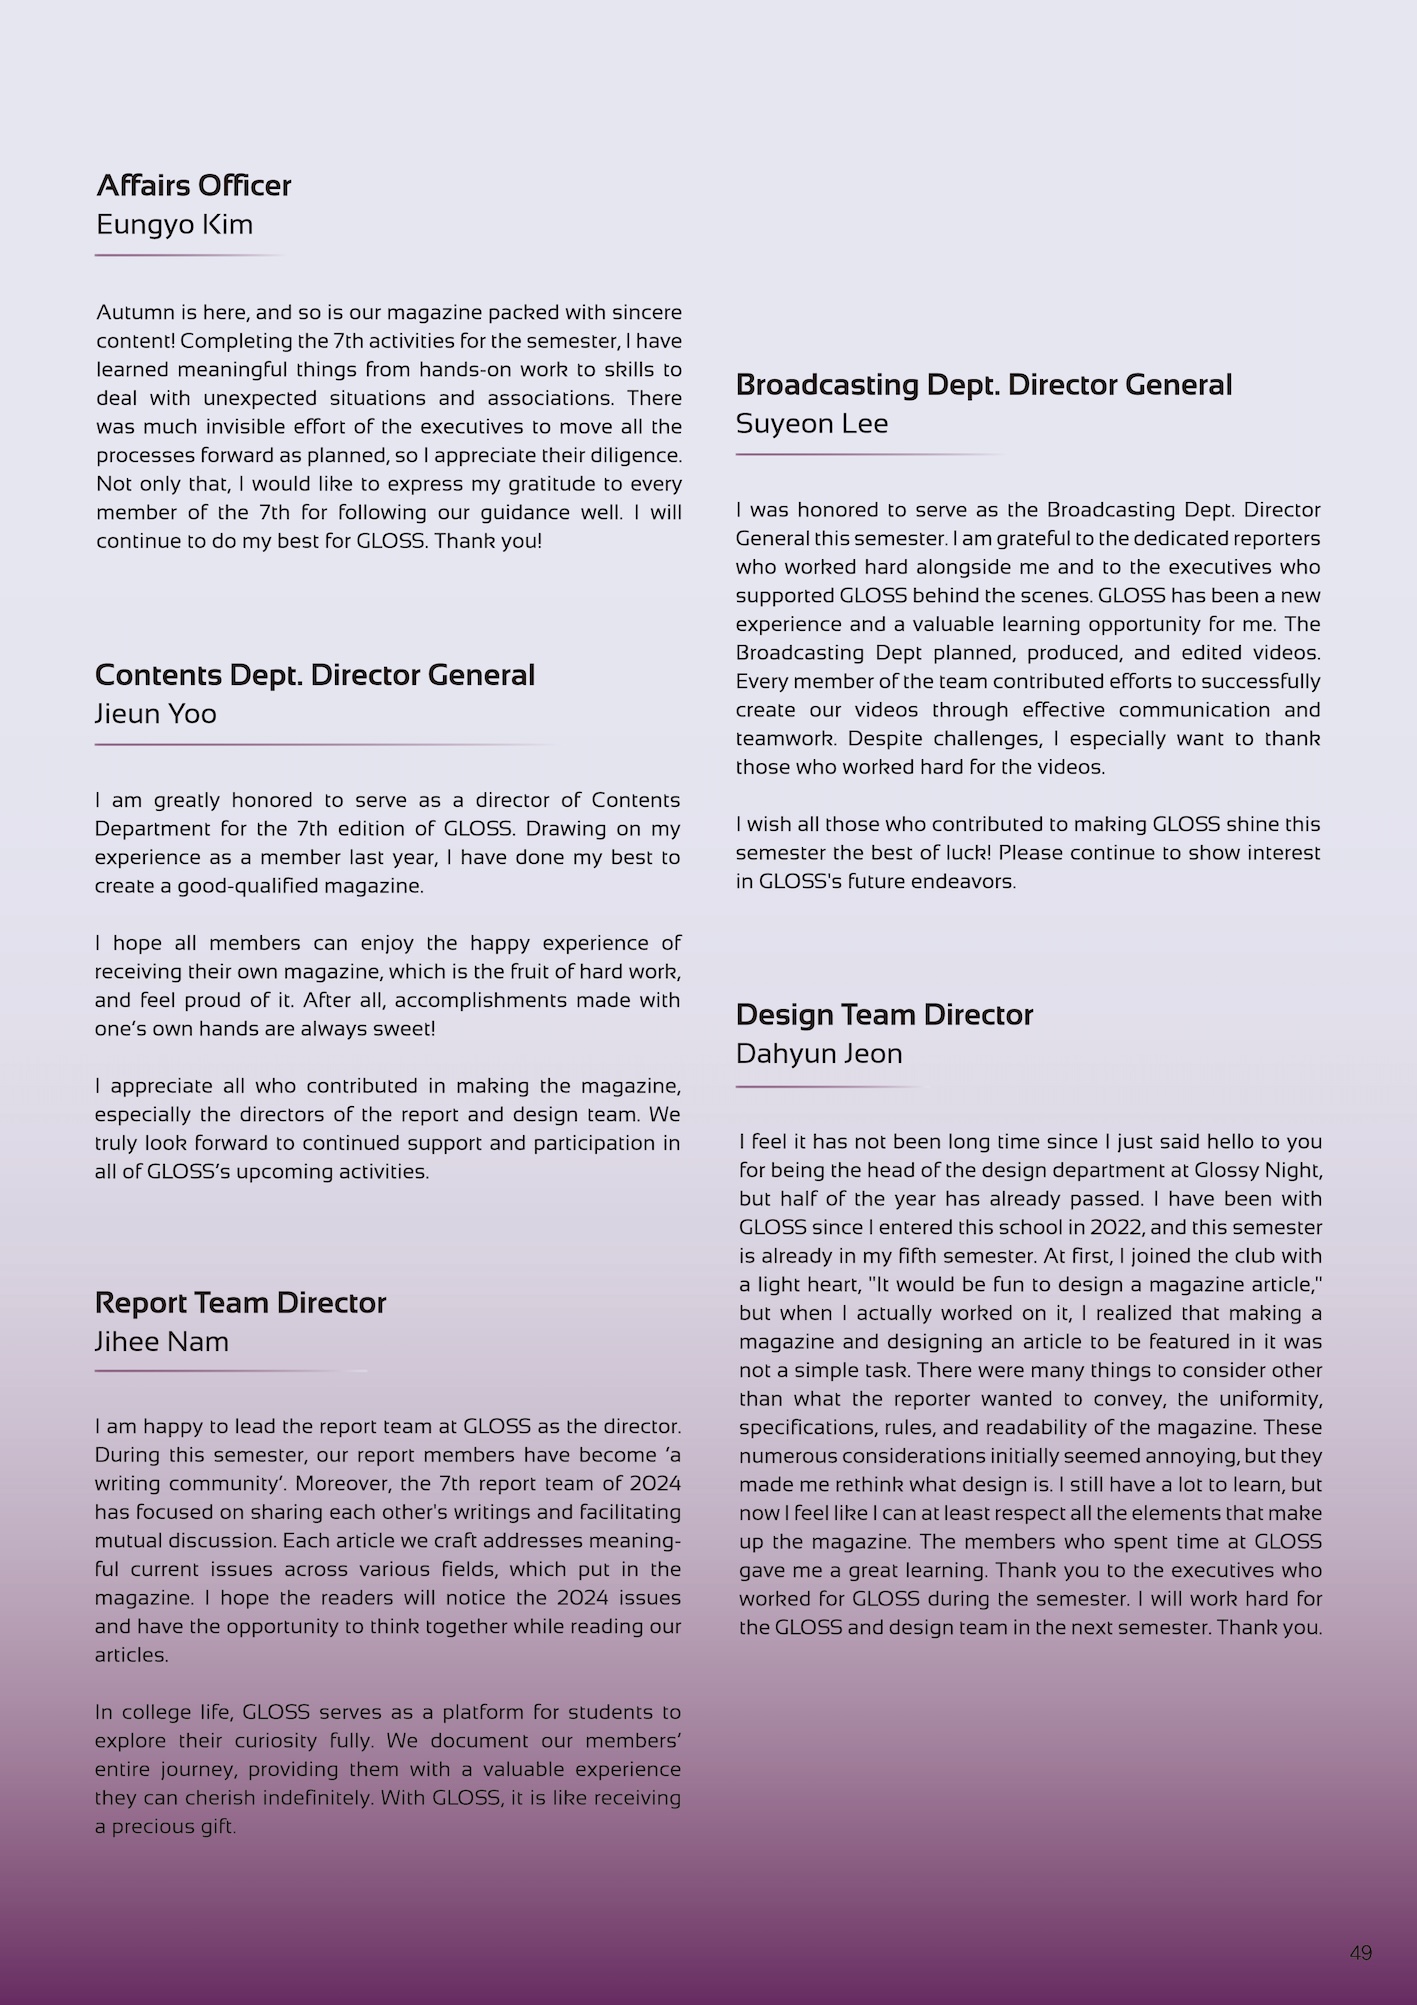 Affairs Officer
Eungyo Kim
Autumn is here, and so is our magazine packed with sincere
content! Completing the 7th activities for the semester, I have
learned meaningful things from hands-on work to skills to
deal with unexpected situations and associations. There
was much invisible effort of the executives to move all the
processes forward as planned, so I appreciate their diligence.
Not only that, I would like to express my gratitude to every
member of the 7th for following our guidance well. I will
continue to do my best for GLOSS. Thank you!
Contents Dept. Director General
Jieun Yoo
I am greatly honored to serve as a director of Contents
Department for the 7th edition of GLOSS. Drawing on my
experience as a member last year, I have done my best to
create a good-qualified magazine.
I hope all members can enjoy the happy experience of
receiving their own magazine, which is the fruit of hard work,
and feel proud of it. After all, accomplishments made with
one’s own hands are always sweet!
I appreciate all who contributed in making the magazine,
especially the directors of the report and design team. We
truly look forward to continued support and participation in
all of GLOSS’s upcoming activities.
Report Team Director
Jihee Nam
I am happy to lead the report team at GLOSS as the director.
During this semester, our report members have become ‘a
writing community’. Moreover, the 7th report team of 2024
has focused on sharing each other's writings and facilitating
mutual discussion. Each article we craft addresses meaning-
ful current issues across various fields, which put in the
magazine. I hope the readers will notice the 2024 issues
and have the opportunity to think together while reading our
articles.
In college life, GLOSS serves as a platform for students to
explore their curiosity fully. We document our members’
entire journey, providing them with a valuable experience
they can cherish indefinitely. With GLOSS, it is like receiving
a precious gift.
Broadcasting Dept. Director General
Suyeon Lee
I was honored to serve as the Broadcasting Dept. Director
General this semester. I am grateful to the dedicated reporters
who worked hard alongside me and to the executives who
supported GLOSS behind the scenes. GLOSS has been a new
experience and a valuable learning opportunity for me. The
Broadcasting Dept planned, produced, and edited videos.
Every member of the team contributed efforts to successfully
create our videos through effective communication and
teamwork. Despite challenges, I especially want to thank
those who worked hard for the videos.
I wish all those who contributed to making GLOSS shine this
semester the best of luck! Please continue to show interest
in GLOSS's future endeavors.
Design Team Director
Dahyun Jeon
I feel it has not been long time since I just said hello to you
for being the head of the design department at Glossy Night,
but half of the year has already passed. I have been with
GLOSS since I entered this school in 2022, and this semester
is already in my fifth semester. At first, I joined the club with
a light heart, "It would be fun to design a magazine article,"
but when I actually worked on it, I realized that making a
magazine and designing an article to be featured in it was
not a simple task. There were many things to consider other
than what the reporter wanted to convey, the uniformity,
specifications, rules, and readability of the magazine. These
numerous considerations initially seemed annoying, but they
made me rethink what design is. I still have a lot to learn, but
now I feel like I can at least respect all the elements that make
up the magazine. The members who spent time at GLOSS
gave me a great learning. Thank you to the executives who
worked for GLOSS during the semester. I will work hard for
the GLOSS and design team in the next semester. Thank you.
49